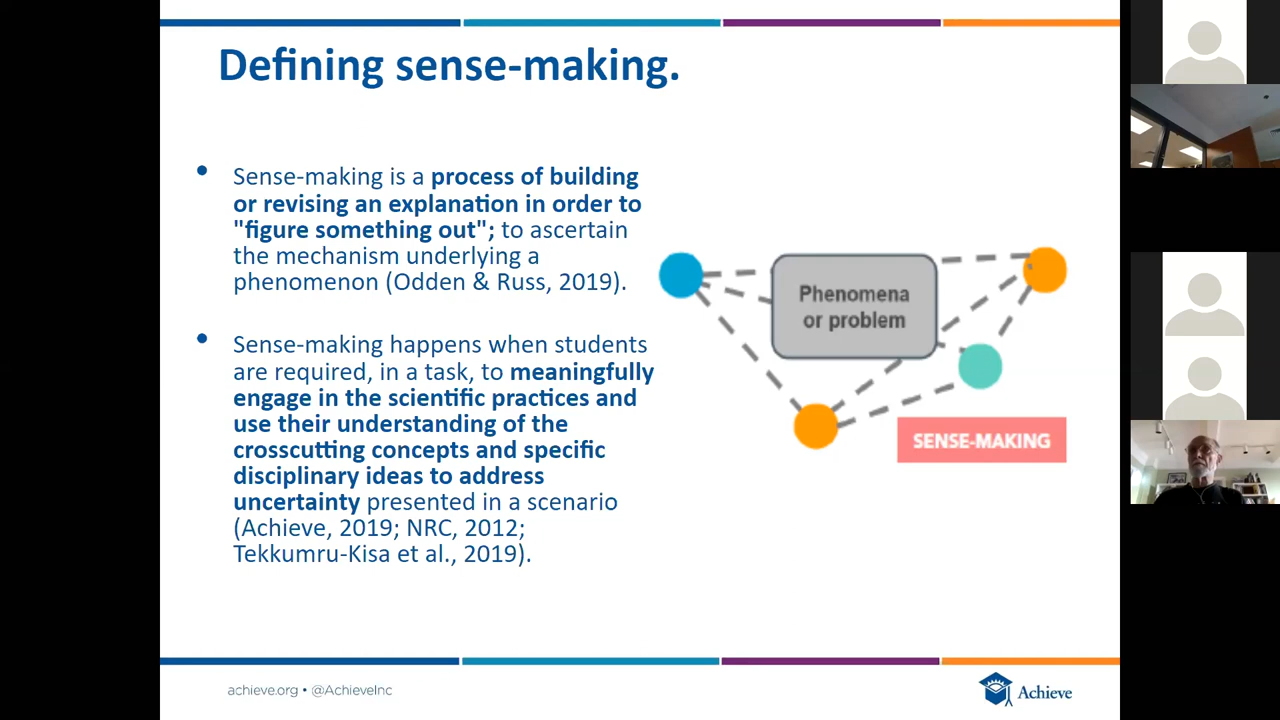 Defining sense-making.
• Sense-making is a process of building
or revising an explanation in order to
"figure something out"; to ascertain
the mechanism underlying a
phenomenon (Odden & Russ, 2019).
• Sense-making happens when students
are required, in a task, to meaningfully
engage in the scientific practices and
use their understanding of the
crosscutting concepts and specific
disciplinary ideas to address
uncertainty presented in a scenario
(Achieve, 2019; NRC, 2012;
Tekkumru-Kisa et al., 2019).
Phenomena
or problem
SENSE-MAKING
achieve.org • @AchieveInc
Achieve